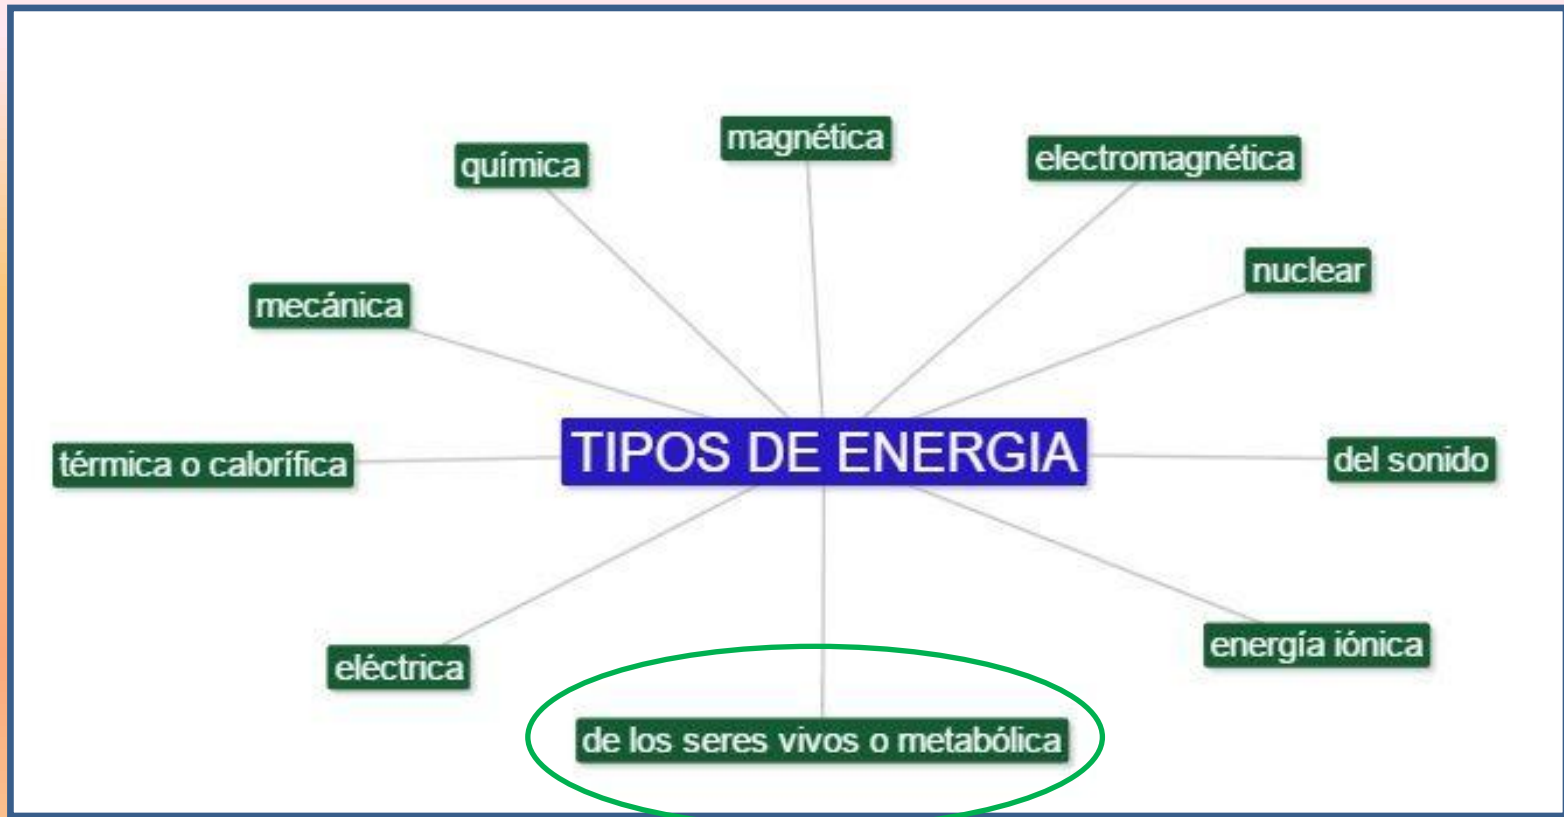 magnética
química
electromagnética
nuclear
mecánica
TIPOS DE ENERGIA
térmica o calorífica
del sonido
eléctrica
energía iónica
de los seres vivos o metabólica